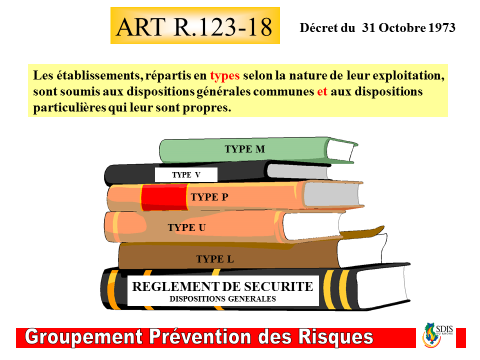 ART R.123-18
Décret du 31 Octobre 1973
Les établissements, répartis en types selon la nature de leur exploitation,
sont soumis aux dispositions générales communes et aux dispositions
particulières qui leur sont propres.
TYPE M
TYPE V
TYPE P
TYPE U
TYPE L
REGLEMENT DE SECURITE
DISPOSITIONS GENERALES
Groupement Prévention des Risques
SDIS